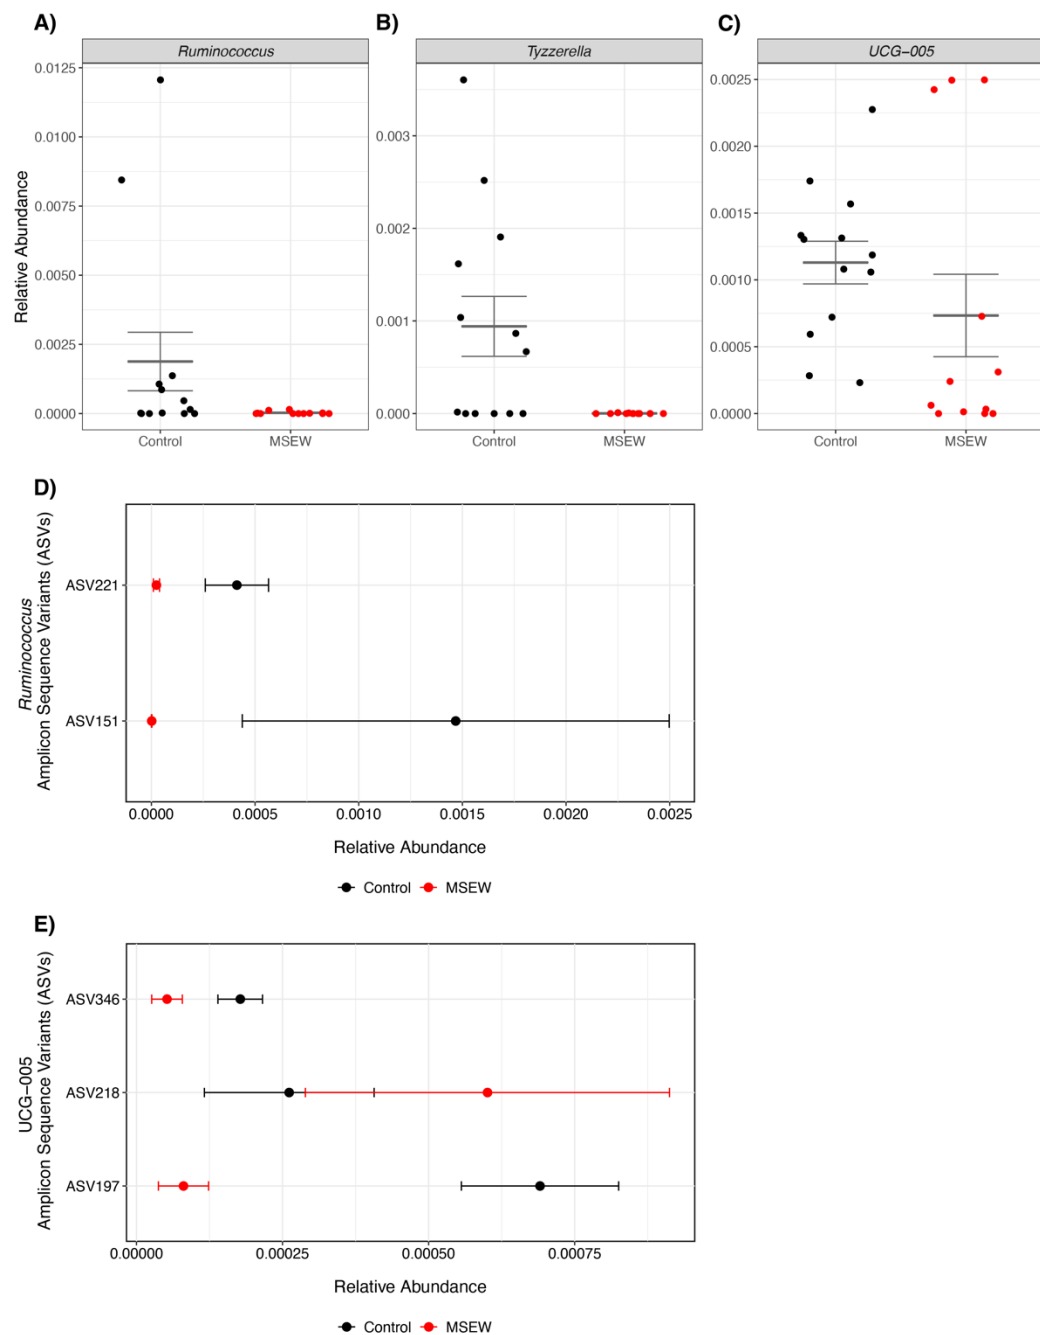 A)
Ruminococcus
0.0125
0.0100
0.0075
0.0050
0.0025
0.0000
Relative Abundance
Control
MSEW
B)
Tyzzerella
0.003
0.002
0.001
0.000
Control
MSEW
C)
UCG−005
0.0025
0.0020
0.0015
0.0010
0.0005
0.0000
Control
MSEW
D)
Ruminococcus
Amplicon Sequence Variants (ASVs)
ASV221
ASV151
0.0000
0.0005
0.0010
0.0015
0.0020
0.0025
Relative Abundance
Control
MSEW
E)
UCG−005
Amplicon Sequence Variants (ASVs)
ASV346
ASV218
ASV197
0.00000
0.00025
0.00050
0.00075
Relative Abundance
Control
MSEW